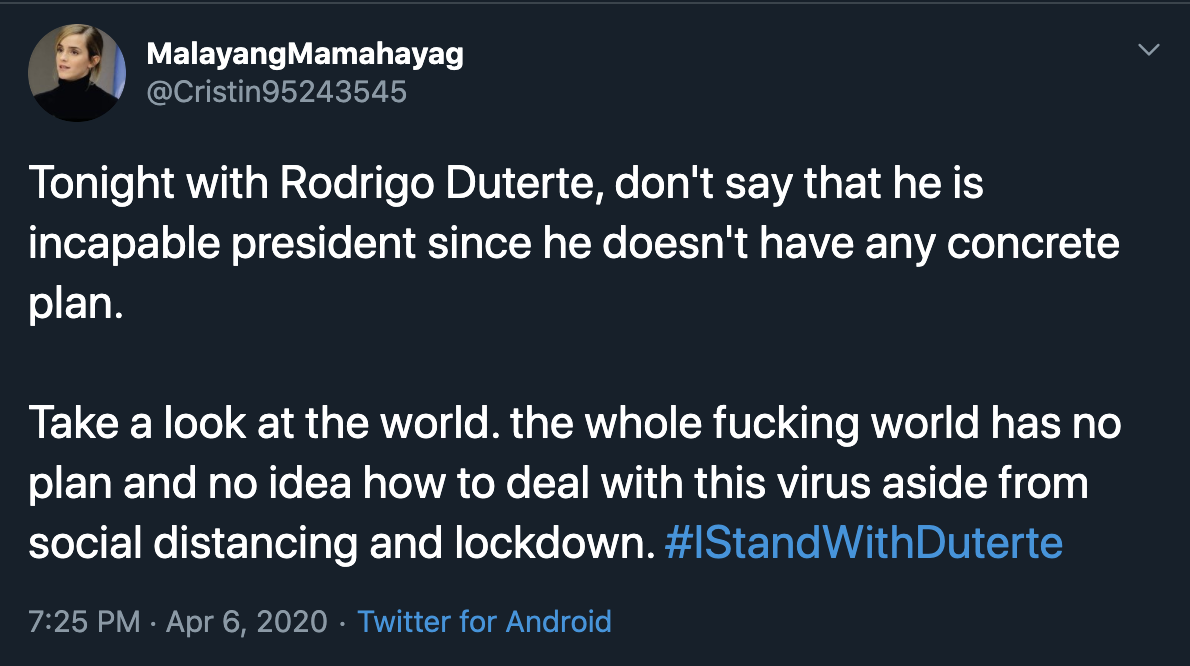 MalayangMamahayag
@Cristin95243545
Tonight with Rodrigo Duterte, don't say that he is
incapable president since he doesn't have any concrete
plan.
Take a look at the world. the whole fucking world has no
plan and no idea how to deal with this virus aside from
social distancing and lockdown. #IStandWithDuterte
7:25 PM · Apr 6, 2020 · Twitter for Android